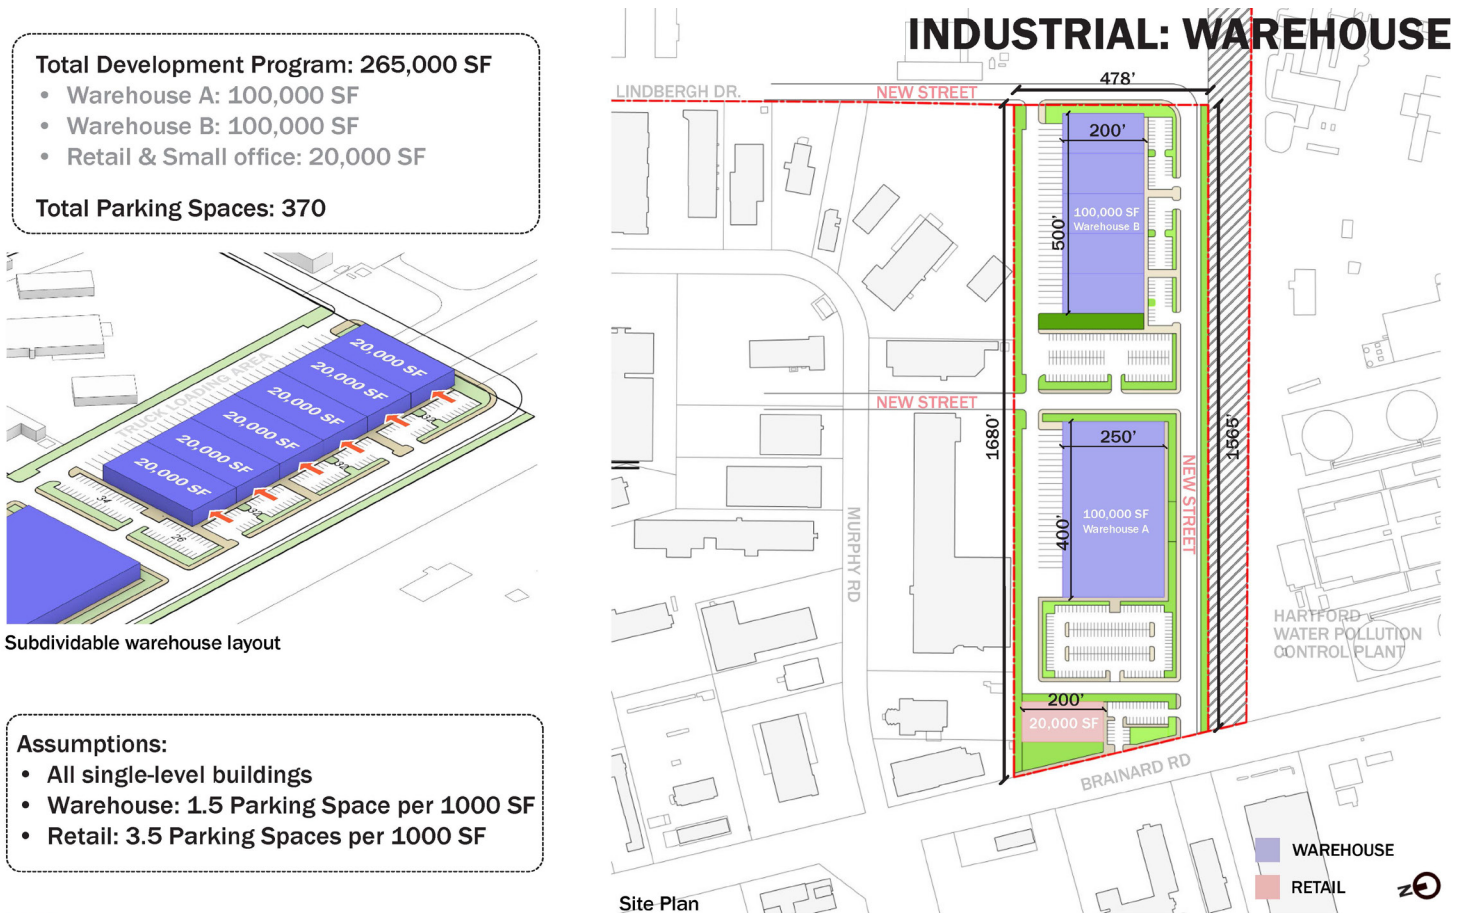 INDUSTRIAL: WAREHOUSE
Total Development Program: 265,000 SF
• Warehouse A: 100,000 SF
• Warehouse B: 100,000 SF
• Retail & Small office: 20,000 SF
Total Parking Spaces: 370
TRUCK LOADING AREA
20,000 SF
20,000 SF
20,000 SF
20,000 SF
20,000 SF
20,000 SF
34
26
Subdividable warehouse layout
Assumptions:
• All single-level buildings
• Warehouse: 1.5 Parking Space per 1000 SF
• Retail: 3.5 Parking Spaces per 1000 SF
LINDBERGH DR.
NEW STREET
478'
200'
500'
100,000 SF
Warehouse B
NEW STREET
1680'
1565'
250'
400'
100,000 SF
Warehouse A
NEW STREET
MURPHY RD
HARTFORD
WATER POLLUTION
CONTROL PLANT
200'
20,000 SF
BRAINARD RD
WAREHOUSE
RETAIL
Site Plan
N